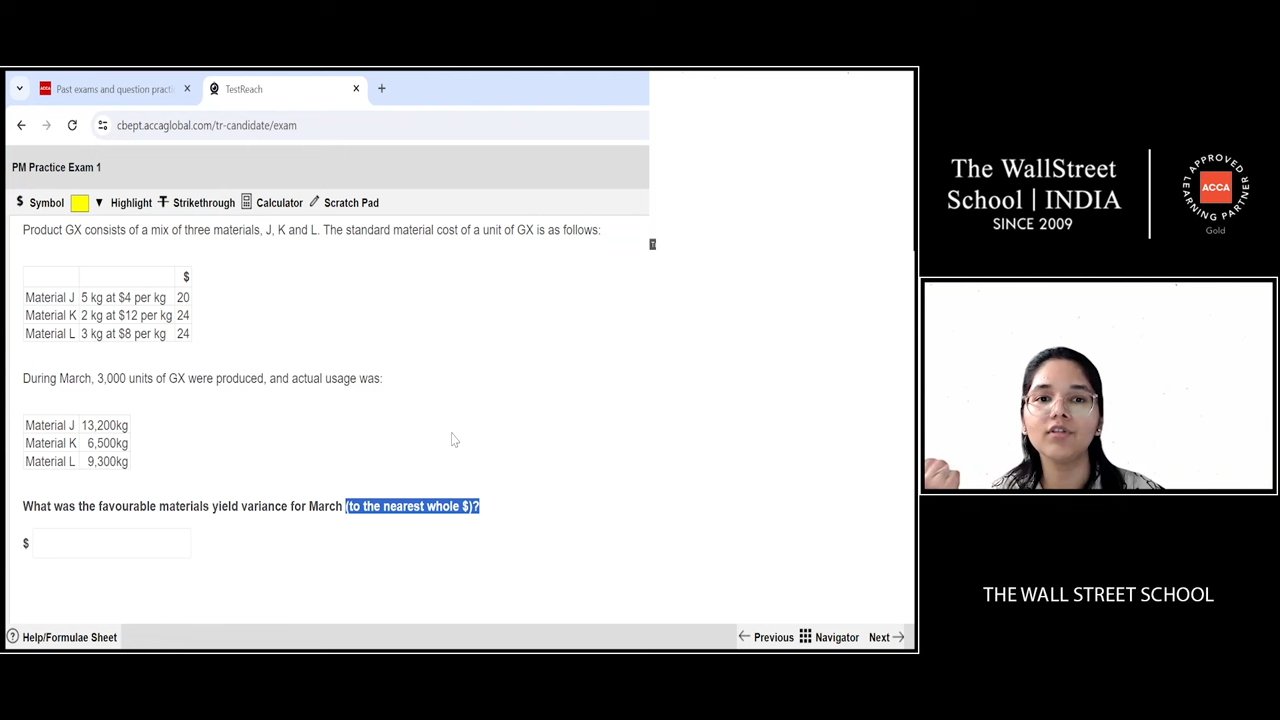 Past exams and question practi
TestReach
cbept.accaglobal.com/tr-candidate/exam
PM Practice Exam 1
$ Symbol Highlight T Strikethrough Calculator Scratch Pad
Product GX consists of a mix of three materials, J, K and L. The standard material cost of a unit of GX is as follows:
$
Material J 5 kg at $4 per kg 20
Material K 2 kg at $12 per kg 24
Material L 3 kg at $8 per kg 24
During March, 3,000 units of GX were produced, and actual usage was:
Material J 13,200kg
Material K 6,500kg
Material L 9,300kg
What was the favourable materials yield variance for March (to the nearest whole $)?
$
? Help/Formulae Sheet
Previous Navigator Next
The WallStreet
School | INDIA
SINCE 2009
APPROVED
ACCA
LEARNING PARTNER
Gold
THE WALL STREET SCHOOL